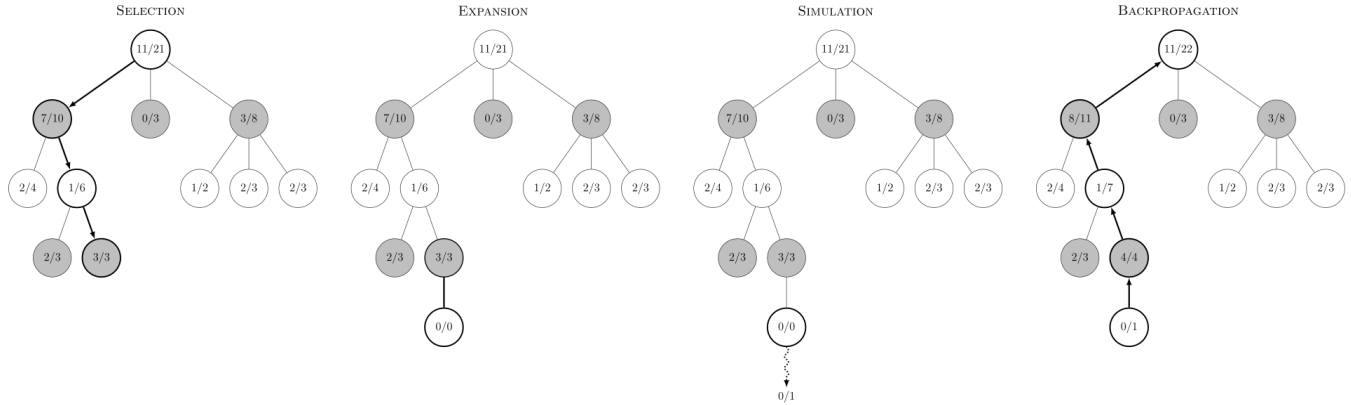 SELECTION
11/21
7/10 0/3 3/8
2/4 1/6 1/2 2/3 2/3
2/3 3/3
EXPANSION
11/21
7/10 0/3 3/8
2/4 1/6 1/2 2/3 2/3
2/3 3/3
0/0
SIMULATION
11/21
7/10 0/3 3/8
2/4 1/6 1/2 2/3 2/3
2/3 3/3
0/0
0/1
BACKPROPAGATION
11/22
8/11 0/3 3/8
2/4 1/7 1/2 2/3 2/3
2/3 4/4
0/1